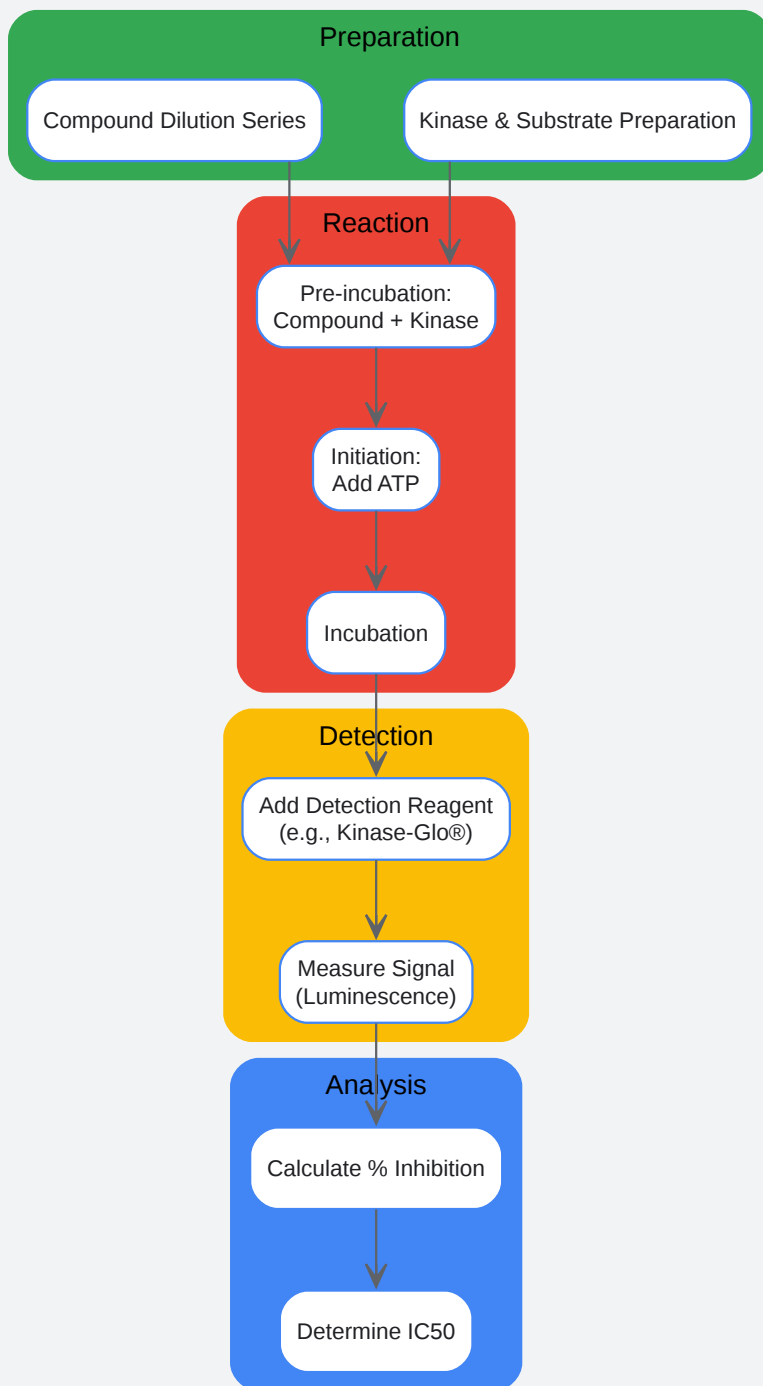 Preparation
Compound Dilution Series
Kinase & Substrate Preparation
Reaction
Pre-incubation:
Compound + Kinase
Initiation:
Add ATP
Incubation
Detection
Add Detection Reagent
(e.g., Kinase-Glo®)
Measure Signal
(Luminescence)
Analysis
Calculate % Inhibition
Determine IC50